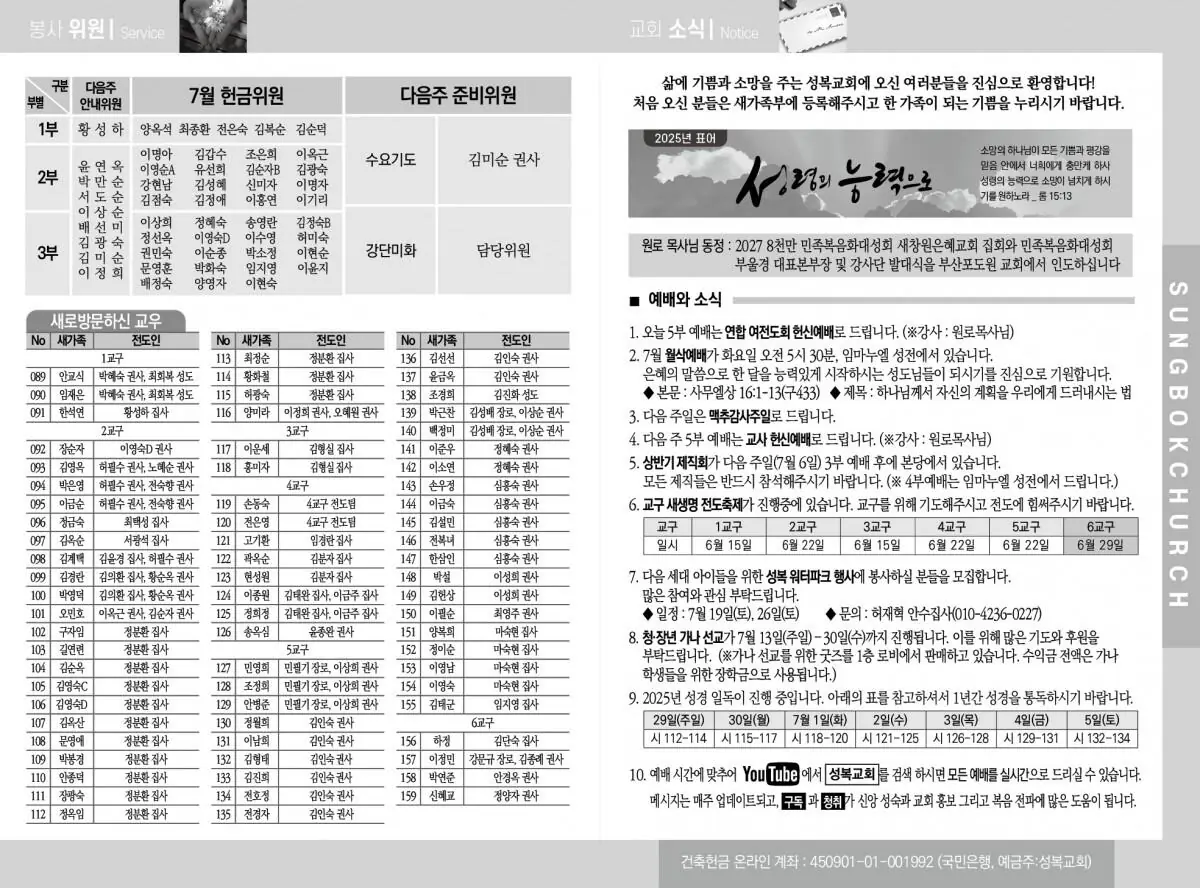 봉사 위원 | Service
구분
부별
다음주
안내위원
7월 헌금위원
다음주 준비위원
1부 황성하 양옥석 최종환 전은숙 김복순 김순덕
2부
윤연옥
박만순
서도순
이상순
배선미
김광숙
김미순
이정희
이명아 김갑수 조은희 이옥근
이영순A 유선희 김순자B 김광숙
강현남 김성혜 신미자 이명자
김점숙 김정애 이홍연 이기리
3부
이상희 정혜숙 송영란 김정숙B
정선옥 이영숙D 이수영 허미숙
권민숙 이순종 박소정 이현순
문영훈 박화숙 임지영 이윤지
배정숙 양영자 이현숙
수요기도 김미순 권사
강단미화 담당위원
새로방문하신 교우
No 새가족 전도인
1교구
089 안교식 박혜숙 권사, 최회복 성도
090 임재은 박혜숙 권사, 최회복 성도
091 한석연 황성하 집사
2교구
092 장순자 이영숙D 권사
093 김영옥 허필수 권사, 노혜순 권사
094 박은영 허필수 권사, 전숙향 권사
095 이금순 허필수 권사, 전숙향 권사
096 정금숙 최백성 집사
097 김옥순 서광석 집사
098 김계택 김윤경 집사, 허필수 권사
099 김경란 김의환 집사, 황순옥 권사
100 박영덕 김의환 집사, 황순옥 권사
101 오민호 이옥근 권사, 김순자 권사
102 구자임 정분환 집사
103 김연련 정분환 집사
104 김순옥 정분환 집사
105 김영숙C 정분환 집사
106 김영숙D 정분환 집사
107 김옥산 정분환 집사
108 문영애 정분환 집사
109 박봉경 정분환 집사
110 안종덕 정분환 집사
111 장광숙 정분환 집사
112 정옥임 정분환 집사
No 새가족 전도인
113 최정순 정분환 집사
114 황화철 정분환 집사
115 허광숙 정분환 집사
116 양미라 이정희 권사, 오혜원 권사
3교구
117 이운세 김형실 집사
118 홍미자 김형실 집사
4교구
119 손동숙 4교구 전도팀
120 전은영 4교구 전도팀
121 고기환 임경란 집사
122 곽옥순 김분자 집사
123 현성원 김분자 집사
124 이종원 김태완 집사, 이금주 집사
125 정희정 김태완 집사, 이금주 집사
126 송옥심 윤종완 권사
5교구
127 민영희 민필기 장로, 이상희 권사
128 조정희 민필기 장로, 이상희 권사
129 안병준 민필기 장로, 이상희 권사
130 정월희 김인숙 권사
131 이남희 김인숙 권사
132 김형태 김인숙 권사
133 김진희 김인숙 권사
134 전호정 김인숙 권사
135 전경자 김인숙 권사
No 새가족 전도인
136 김선선 김인숙 권사
137 윤금옥 김인숙 권사
138 조경희 김진화 성도
139 박근찬 김성배 장로, 이상순 권사
140 백정미 김성배 장로, 이상순 권사
141 이준우 정혜숙 권사
142 이소연 정혜숙 권사
143 손우정 심홍숙 권사
144 이금숙 심홍숙 권사
145 김설민 심홍숙 권사
146 전복녀 심홍숙 권사
147 한삼인 심홍숙 권사
148 박설 이성희 권사
149 김헌상 이성희 권사
150 이필순 최영주 권사
151 양복희 마숙현 집사
152 정이순 마숙현 집사
153 이영남 마숙현 집사
154 이영숙 마숙현 집사
155 김태군 임지영 집사
6교구
156 하정 김단숙 집사
157 이정민 강문규 장로, 김종례 권사
158 박연준 안경옥 권사
159 신혜교 정양자 권사
교회 소식 | Notice
삶에 기쁨과 소망을 주는 성복교회에 오신 여러분들을 진심으로 환영합니다!
처음 오신 분들은 새가족부에 등록해주시고 한 가족이 되는 기쁨을 누리시기 바랍니다.
2025년 표어
성령의 능력으로
소망의 하나님이 모든 기쁨과 평강을
믿음 안에서 너희에게 충만케 하사
성령의 능력으로 소망이 넘치게 하시
기를 원하노라 _ 롬 15:13
원로 목사님 동정 : 2027 8천만 민족복음화대성회 새창원은혜교회 집회와 민족복음화대성회
부울경 대표본부장 및 강사단 발대식을 부산포도원 교회에서 인도하십니다
■ 예배와 소식
1. 오늘 5부 예배는 연합 여전도회 헌신예배로 드립니다. (※강사 : 원로목사님)
2. 7월 월삭예배가 화요일 오전 5시 30분, 임마누엘 성전에서 있습니다.
은혜의 말씀으로 한 달을 능력있게 시작하시는 성도님들이 되시기를 진심으로 기원합니다.
◆ 본문 : 사무엘상 16:1-13(구433) ◆ 제목 : 하나님께서 자신의 계획을 우리에게 드러내시는 법
3. 다음 주일은 맥추감사주일로 드립니다.
4. 다음 주 5부 예배는 교사 헌신예배로 드립니다. (※강사 : 원로목사님)
5. 상반기 제직회가 다음 주일(7월 6일) 3부 예배 후에 본당에서 있습니다.
모든 제직들은 반드시 참석해주시기 바랍니다. (※ 4부예배는 임마누엘 성전에서 드립니다.)
6. 교구 새생명 전도축제가 진행중에 있습니다. 교구를 위해 기도해주시고 전도에 힘써주시기 바랍니다.
교구 1교구 2교구 3교구 4교구 5교구 6교구
일시 6월 15일 6월 22일 6월 15일 6월 22일 6월 22일 6월 29일
7. 다음 세대 아이들을 위한 성복 워터파크 행사에 봉사하실 분들을 모집합니다.
많은 참여와 관심 부탁드립니다.
◆ 일정 : 7월 19일(토), 26일(토) ◆ 문의 : 허재혁 안수집사(010-4236-0227)
8. 청·장년 가나 선교가 7월 13일(주일) - 30일(수)까지 진행됩니다. 이를 위해 많은 기도와 후원을
부탁드립니다. (※가나 선교를 위한 굿즈를 1층 로비에서 판매하고 있습니다. 수익금 전액은 가나
학생들을 위한 장학금으로 사용됩니다.)
9. 2025년 성경 일독이 진행 중입니다. 아래의 표를 참고하셔서 1년간 성경을 통독하시기 바랍니다.
29일(주일) 30일(월) 7월 1일(화) 2일(수) 3일(목) 4일(금) 5일(토)
시 112-114 시 115-117 시 118-120 시 121-125 시 126-128 시 129-131 시 132-134
10. 예배 시간에 맞추어 YouTube 에서 성복교회 를 검색 하시면 모든 예배를 실시간으로 드리실 수 있습니다.
메시지는 매주 업데이트되고, 구독 과 청취 가 신앙 성숙과 교회 홍보 그리고 복음 전파에 많은 도움이 됩니다.
SUNGBOKCHURCH
건축헌금 온라인 계좌 : 450901-01-001992 (국민은행, 예금주:성복교회)